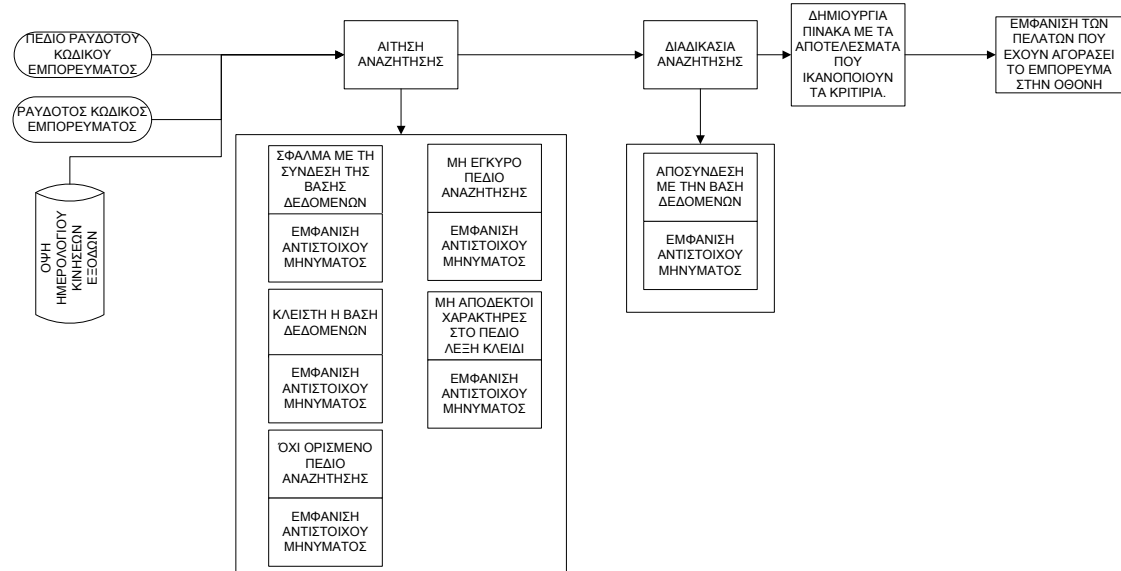 ΠΕΔΙΟ ΡΑΥΔΟΤΟΥ
ΚΩΔΙΚΟΥ
ΕΜΠΟΡΕΥΜΑΤΟΣ
ΡΑΥΔΟΤΟΣ ΚΩΔΙΚΟΣ
ΕΜΠΟΡΕΥΜΑΤΟΣ
ΟΨΗ
ΗΜΕΡΟΛΟΓΙΟΥ
ΚΙΝΗΣΕΩΝ
ΕΞΟΔΩΝ
ΑΙΤΗΣΗ
ΑΝΑΖΗΤΗΣΗΣ
ΣΦΑΛΜΑ ΜΕ ΤΗ
ΣΥΝΔΕΣΗ ΤΗΣ
ΒΑΣΗΣ
ΔΕΔΟΜΕΝΩΝ
ΕΜΦΑΝΙΣΗ
ΑΝΤΙΣΤΟΙΧΟΥ
ΜΗΝΥΜΑΤΟΣ
ΚΛΕΙΣΤΗ Η ΒΑΣΗ
ΔΕΔΟΜΕΝΩΝ
ΕΜΦΑΝΙΣΗ
ΑΝΤΙΣΤΟΙΧΟΥ
ΜΗΝΥΜΑΤΟΣ
ΌΧΙ ΟΡΙΣΜΕΝΟ
ΠΕΔΙΟ
ΑΝΑΖΗΤΗΣΗΣ
ΕΜΦΑΝΙΣΗ
ΑΝΤΙΣΤΟΙΧΟΥ
ΜΗΝΥΜΑΤΟΣ
ΜΗ ΕΓΚΥΡΟ
ΠΕΔΙΟ
ΑΝΑΖΗΤΗΣΗΣ
ΕΜΦΑΝΙΣΗ
ΑΝΤΙΣΤΟΙΧΟΥ
ΜΗΝΥΜΑΤΟΣ
ΜΗ ΑΠΟΔΕΚΤΟΙ
ΧΑΡΑΚΤΗΡΕΣ
ΣΤΟ ΠΕΔΙΟ
ΛΕΞΗ ΚΛΕΙΔΙ
ΕΜΦΑΝΙΣΗ
ΑΝΤΙΣΤΟΙΧΟΥ
ΜΗΝΥΜΑΤΟΣ
ΔΙΑΔΙΚΑΣΙΑ
ΑΝΑΖΗΤΗΣΗΣ
ΑΠΟΣΥΝΔΕΣΗ
ΜΕ ΤΗΝ ΒΑΣΗ
ΔΕΔΟΜΕΝΩΝ
ΕΜΦΑΝΙΣΗ
ΑΝΤΙΣΤΟΙΧΟΥ
ΜΗΝΥΜΑΤΟΣ
ΔΗΜΙΟΥΡΓΙΑ
ΠΙΝΑΚΑ ΜΕ ΤΑ
ΑΠΟΤΕΛΕΣΜΑΤΑ
ΠΟΥ
ΙΚΑΝΟΠΟΙΟΥΝ
ΤΑ ΚΡΙΤΙΡΙΑ.
ΕΜΦΑΝΙΣΗ ΤΩΝ
ΠΕΛΑΤΩΝ ΠΟΥ
ΕΧΟΥΝ ΑΓΟΡΑΣΕΙ
ΤΟ ΕΜΠΟΡΕΥΜΑ
ΣΤΗΝ ΟΘΟΝΗ